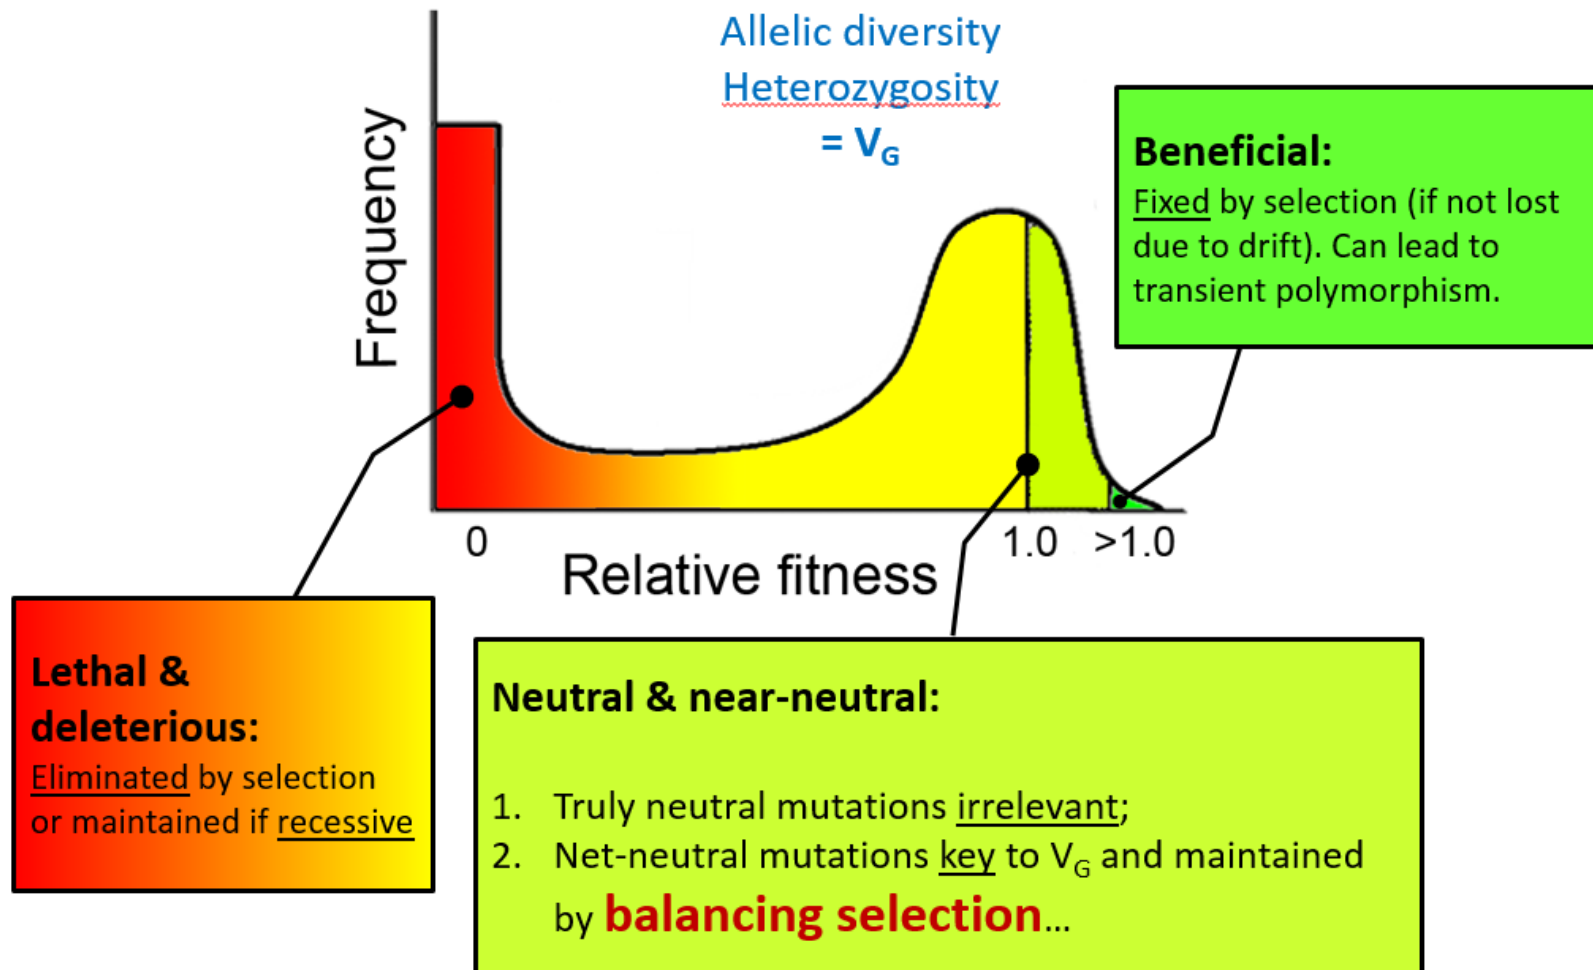 Allelic diversity
Heterozygosity
= VG
Frequency
Beneficial:
Fixed by selection (if not lost
due to drift). Can lead to
transient polymorphism.
0
1.0
>1.0
Relative fitness
Lethal &
deleterious:
Eliminated by selection
or maintained if recessive
Neutral & near-neutral:
1. Truly neutral mutations irrelevant;
2. Net-neutral mutations key to VG and maintained
by balancing selection...